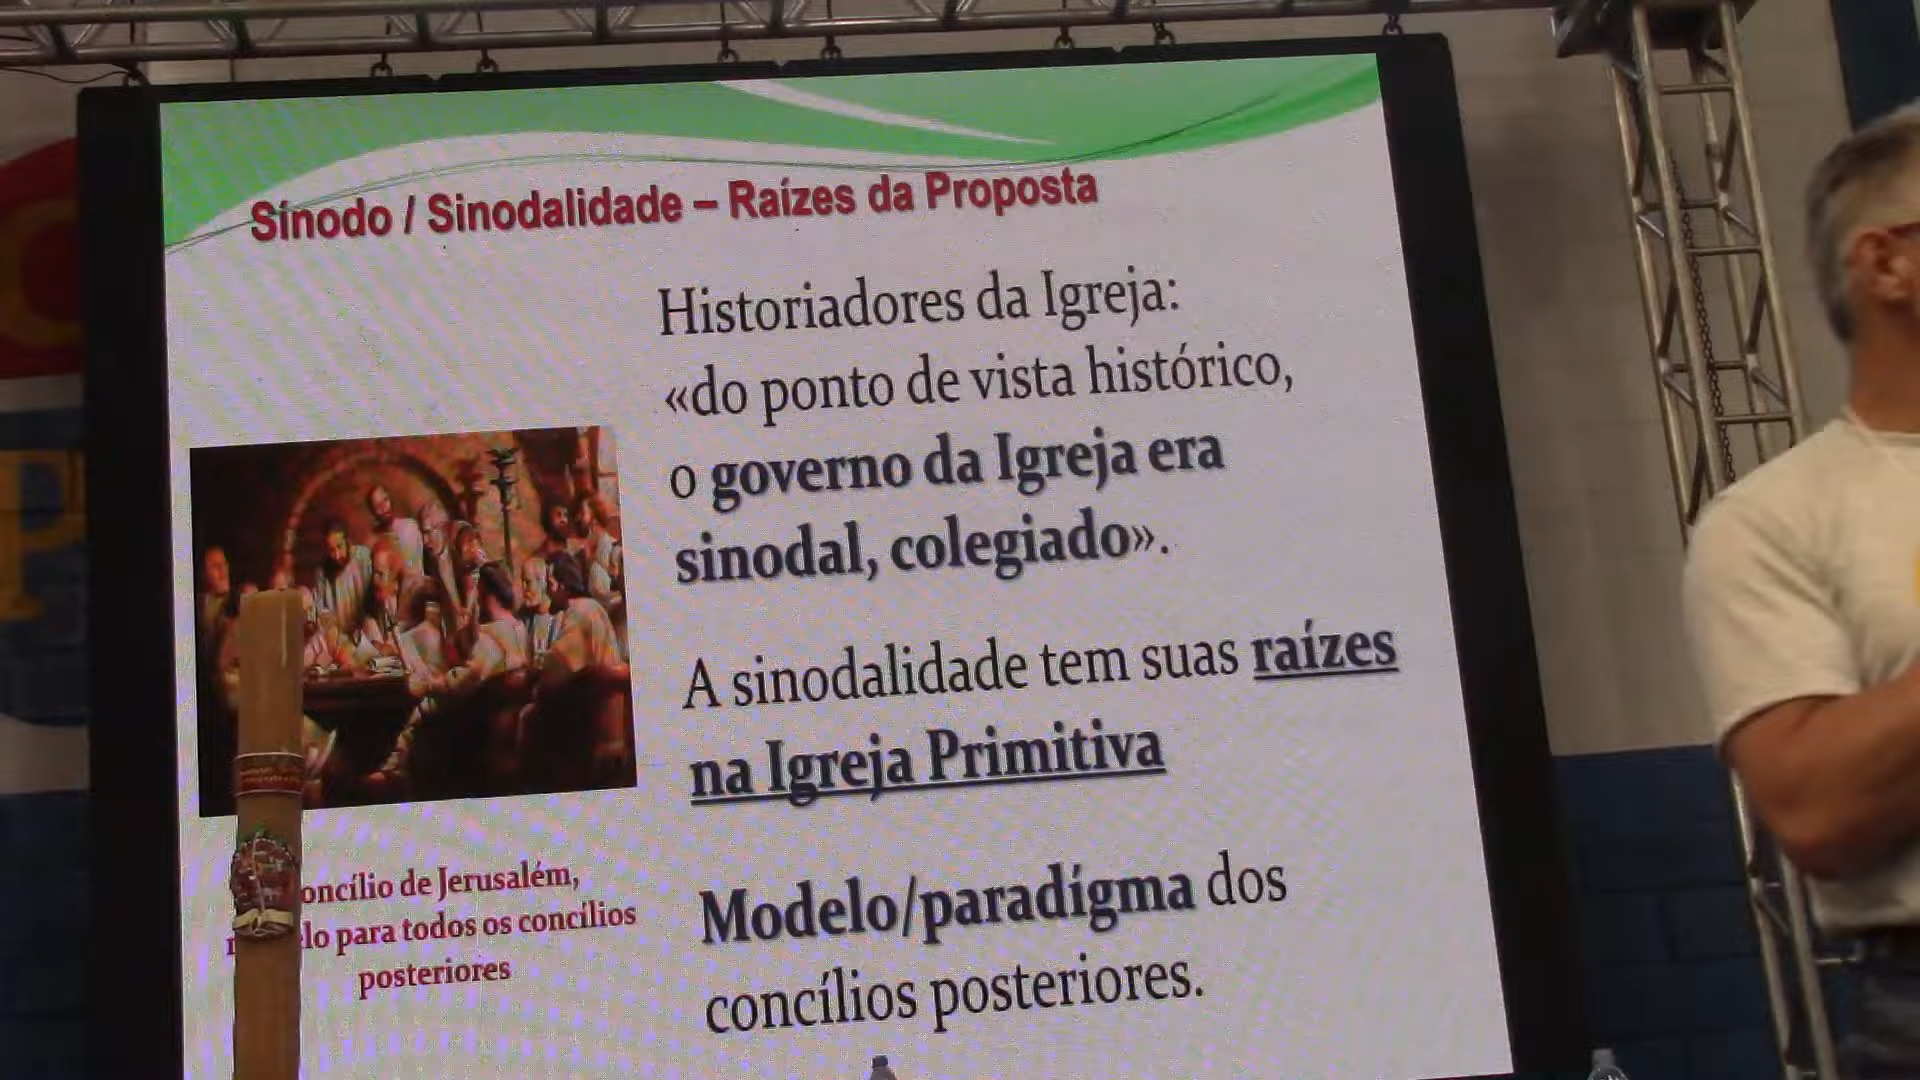 Sínodo / Sinodalidade – Raízes da Proposta
Historiadores da Igreja:
«do ponto de vista histórico,
o governo da Igreja era
sinodal, colegiado».
A sinodalidade tem suas raízes
na Igreja Primitiva
Modelo/paradígma dos
concílios posteriores.
oncílio de Jerusalém,
lo para todos os concílios
posteriores